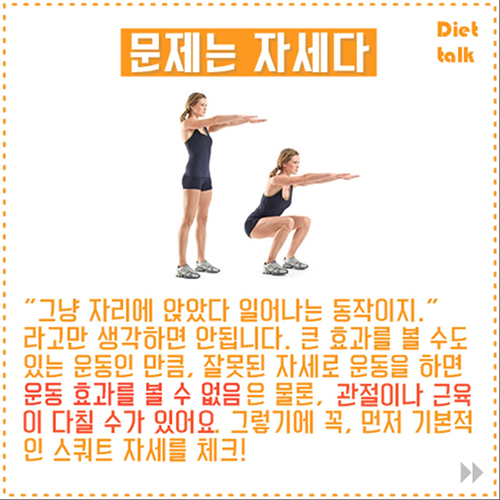 문제는 자세다
Diet
talk
"그냥 자리에 앉았다 일어나는 동작이지."
라고만 생각하면 안됩니다. 큰 효과를 볼 수도
있는 운동인 만큼, 잘못된 자세로 운동을 하면
운동 효과를 볼 수 없음은 물론, 관절이나 근육
이 다칠 수가 있어요. 그렇기에 꼭, 먼저 기본적
인 스쿼트 자세를 체크!